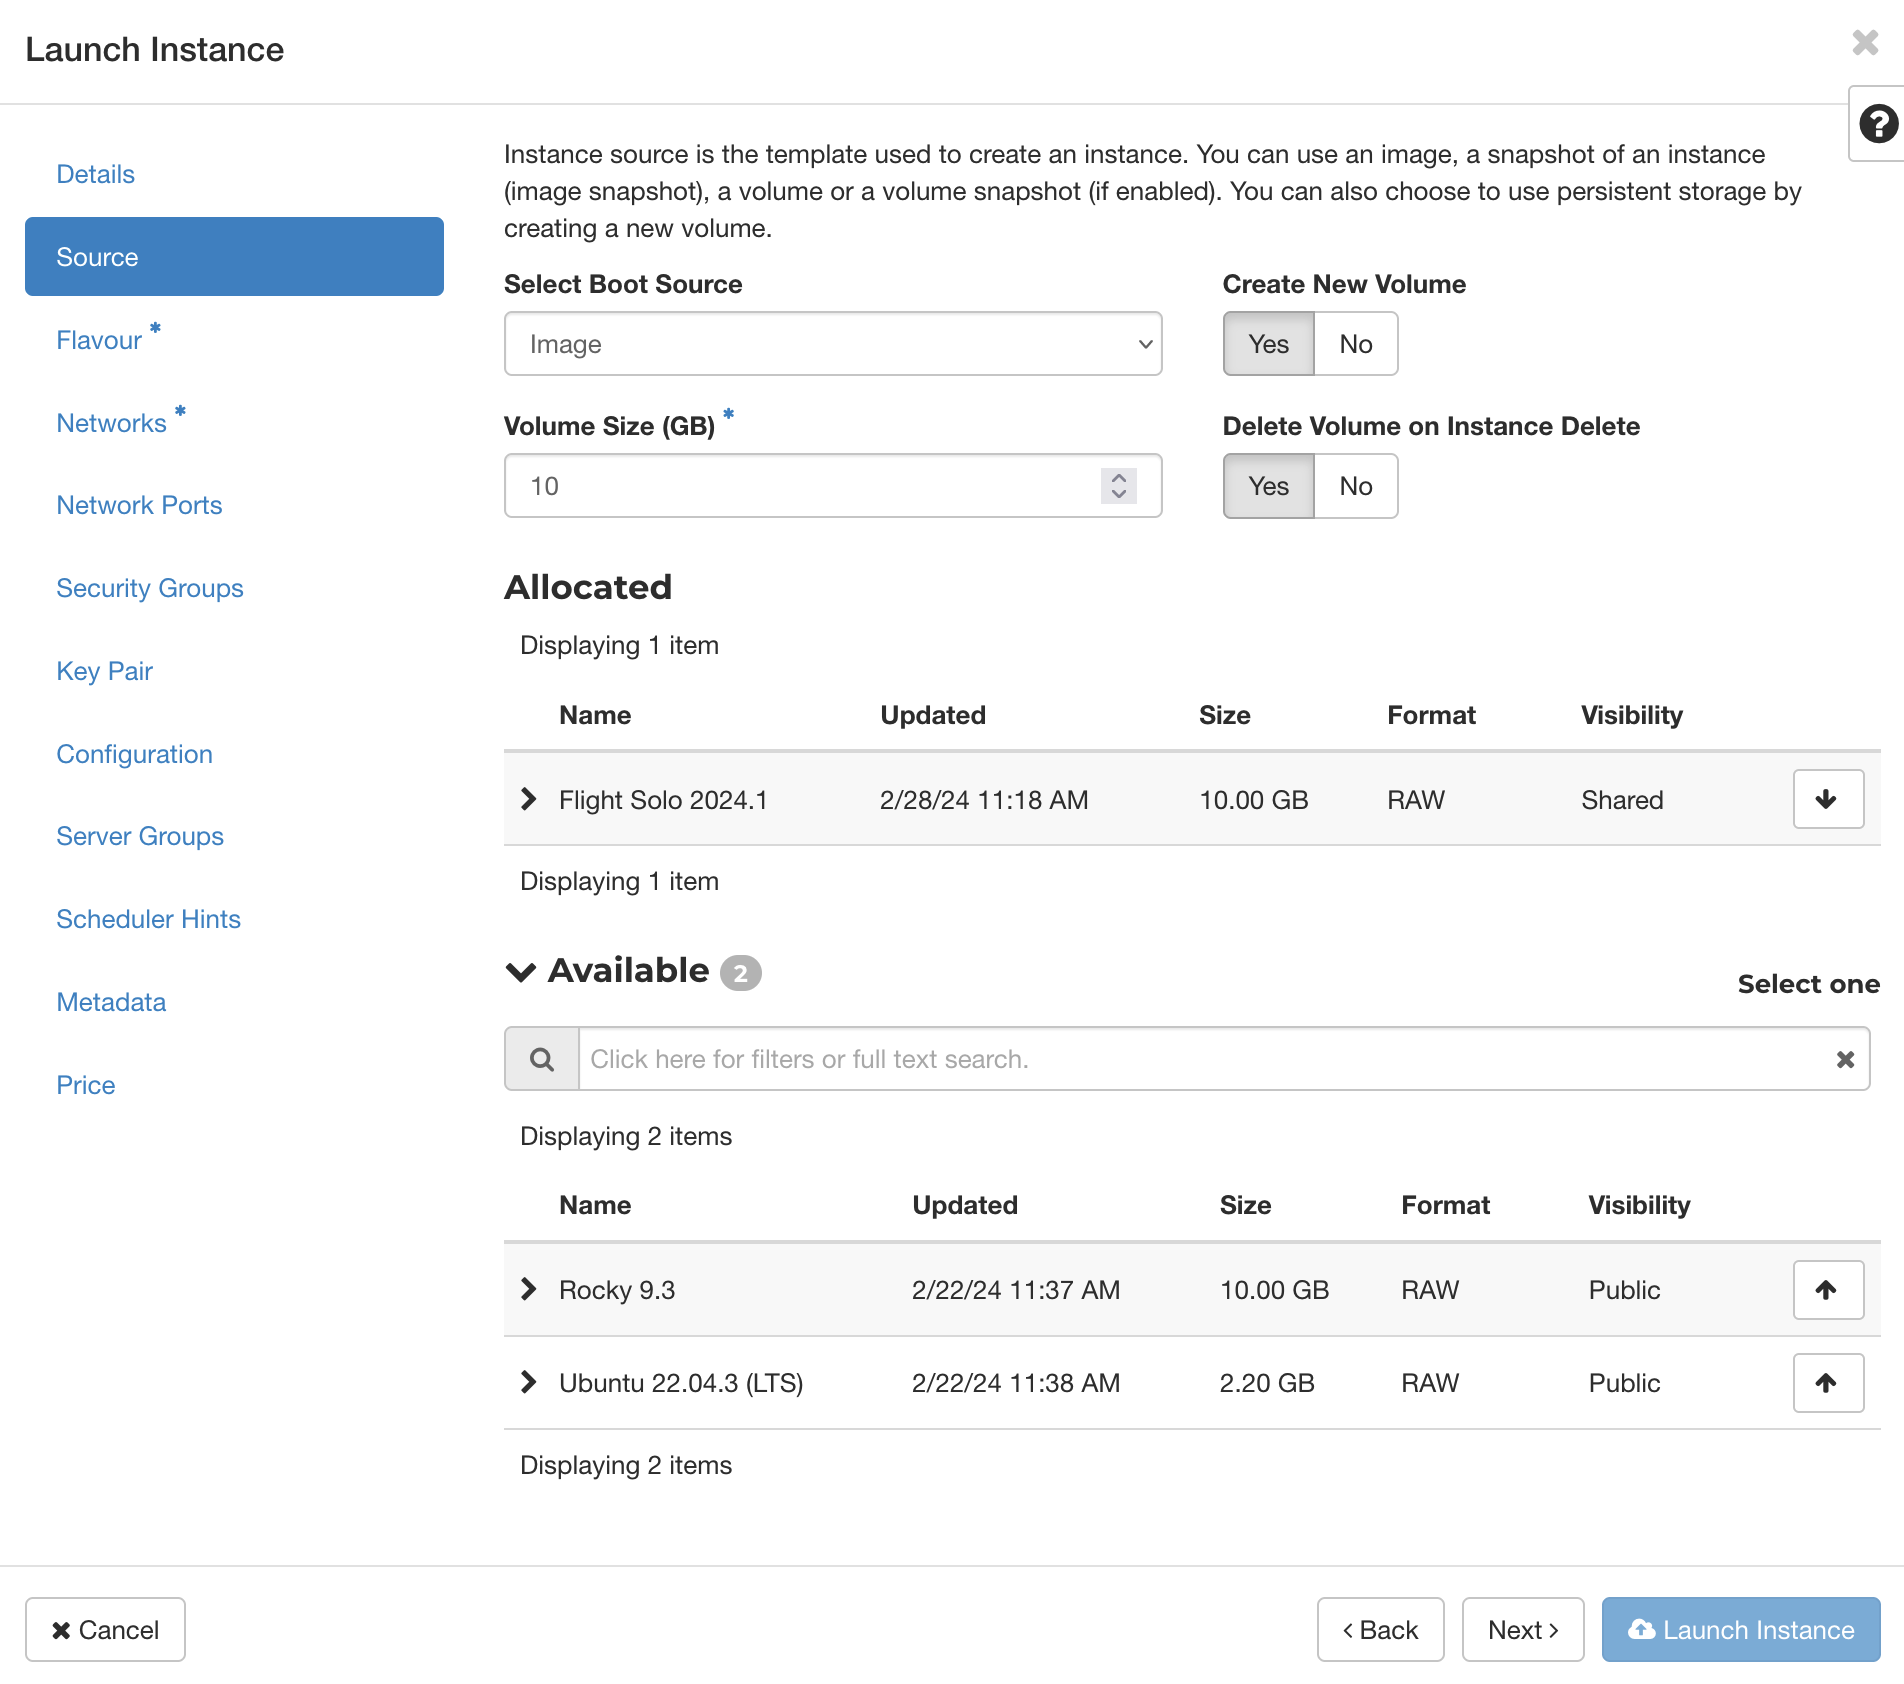 Launch Instance
Details
Source
Flavour *
Networks *
Network Ports
Security Groups
Key Pair
Configuration
Server Groups
Scheduler Hints
Metadata
Price
Instance source is the template used to create an instance. You can use an image, a snapshot of an instance
(image snapshot), a volume or a volume snapshot (if enabled). You can also choose to use persistent storage by
creating a new volume.
Select Boot Source
Image
Create New Volume
Yes No
Volume Size (GB) *
10
Delete Volume on Instance Delete
Yes No
Allocated
Displaying 1 item
Name Updated Size Format Visibility
Flight Solo 2024.1 2/28/24 11:18 AM 10.00 GB RAW Shared
Displaying 1 item
Available 2
Select one
Click here for filters or full text search.
Displaying 2 items
Name Updated Size Format Visibility
Rocky 9.3 2/22/24 11:37 AM 10.00 GB RAW Public
Ubuntu 22.04.3 (LTS) 2/22/24 11:38 AM 2.20 GB RAW Public
Displaying 2 items
Cancel
‹ Back
Next ›
Launch Instance